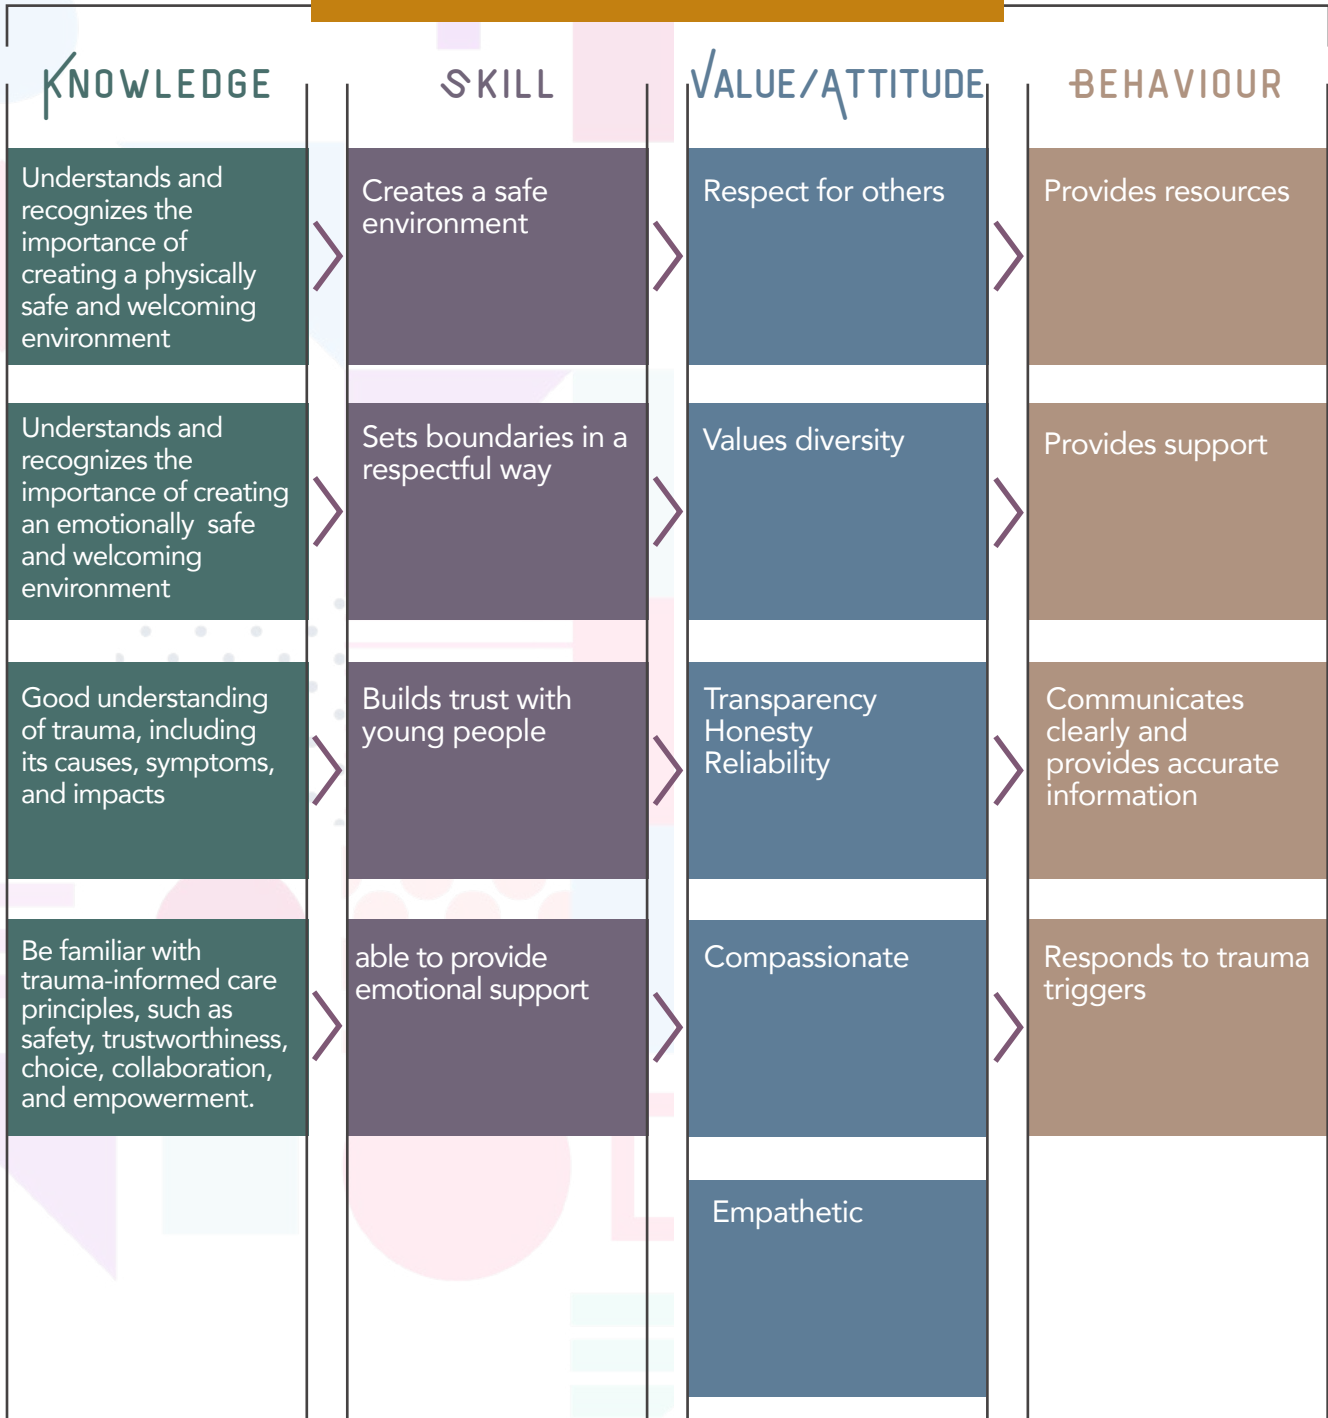 KNOWLEDGE
SKILL
VALUE/ATTITUDE
BEHAVIOUR
Understands and
recognizes the
importance of
creating a physically
safe and welcoming
environment
Creates a safe
environment
Respect for others
Provides resources
Understands and
recognizes the
importance of creating
an emotionally  safe
and welcoming
environment
Sets boundaries in a
respectful way
Values diversity
Provides support
Good understanding
of trauma, including
its causes, symptoms,
and impacts
Builds trust with
young people
Transparency
Honesty
Reliability
Communicates
clearly and
provides accurate
information
Be familiar with
trauma-informed care
principles, such as
safety, trustworthiness,
choice, collaboration,
and empowerment.
able to provide
emotional support
Compassionate
Responds to trauma
triggers
Empathetic